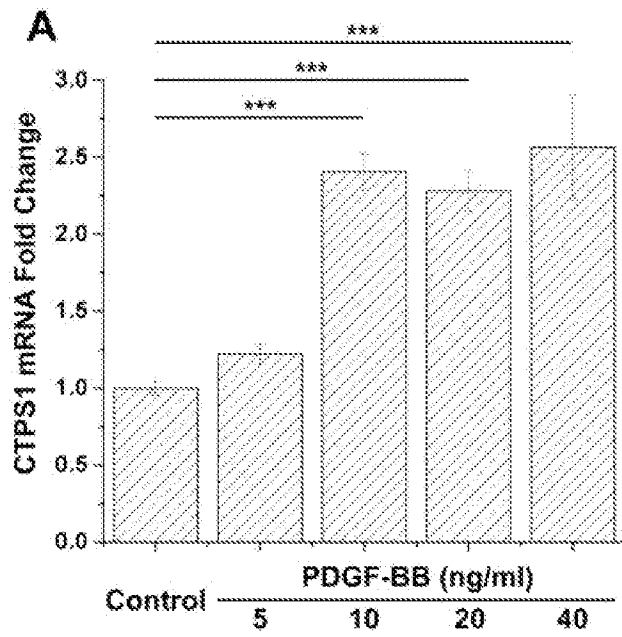 A
***
***
***
3.0
2.5
2.0
1.5
1.0
0.5
0.0
CTPS1 mRNA Fold Change
PDGF-BB (ng/ml)
Control
5 10 20 40